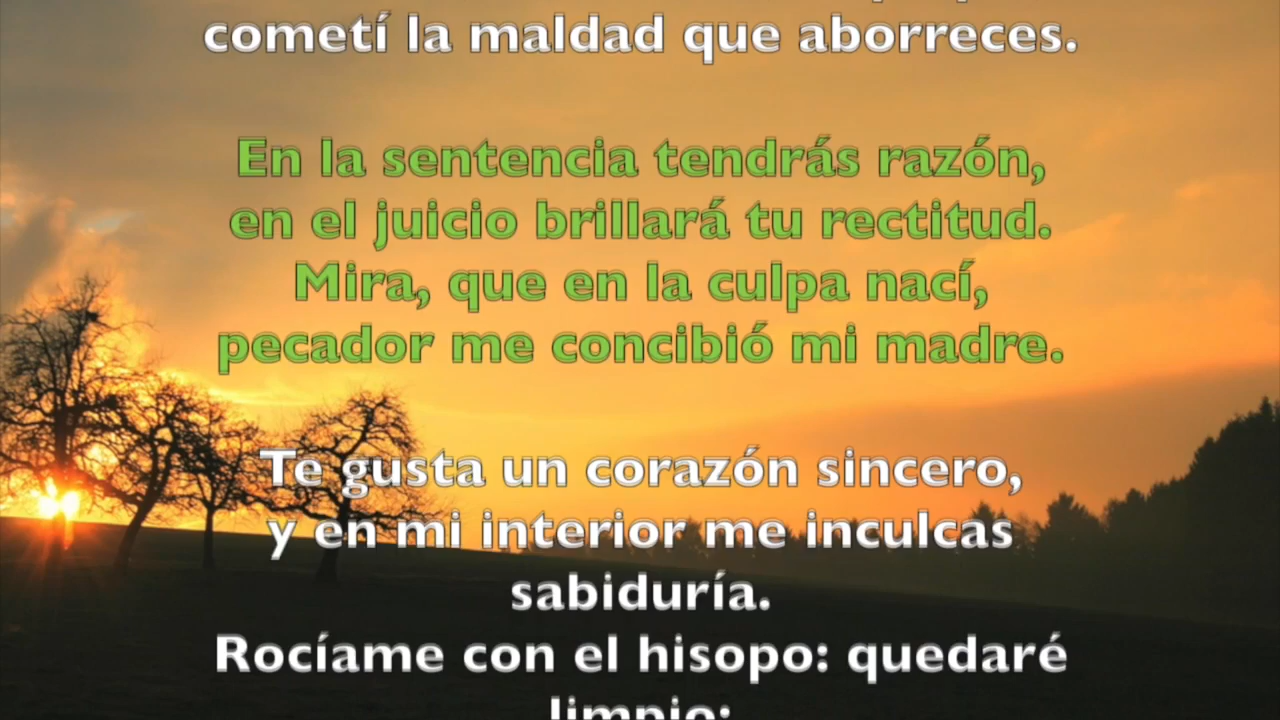 cometí la maldad que aborreces.
En la sentencia tendrás razón,
en el juicio brillará tu rectitud.
Mira, que en la culpa nací,
pecador me concibió mi madre.
Te gusta un corazón sincero,
y en mi interior me inculcas
sabiduría.
Rocíame con el hisopo: quedaré
limpio;